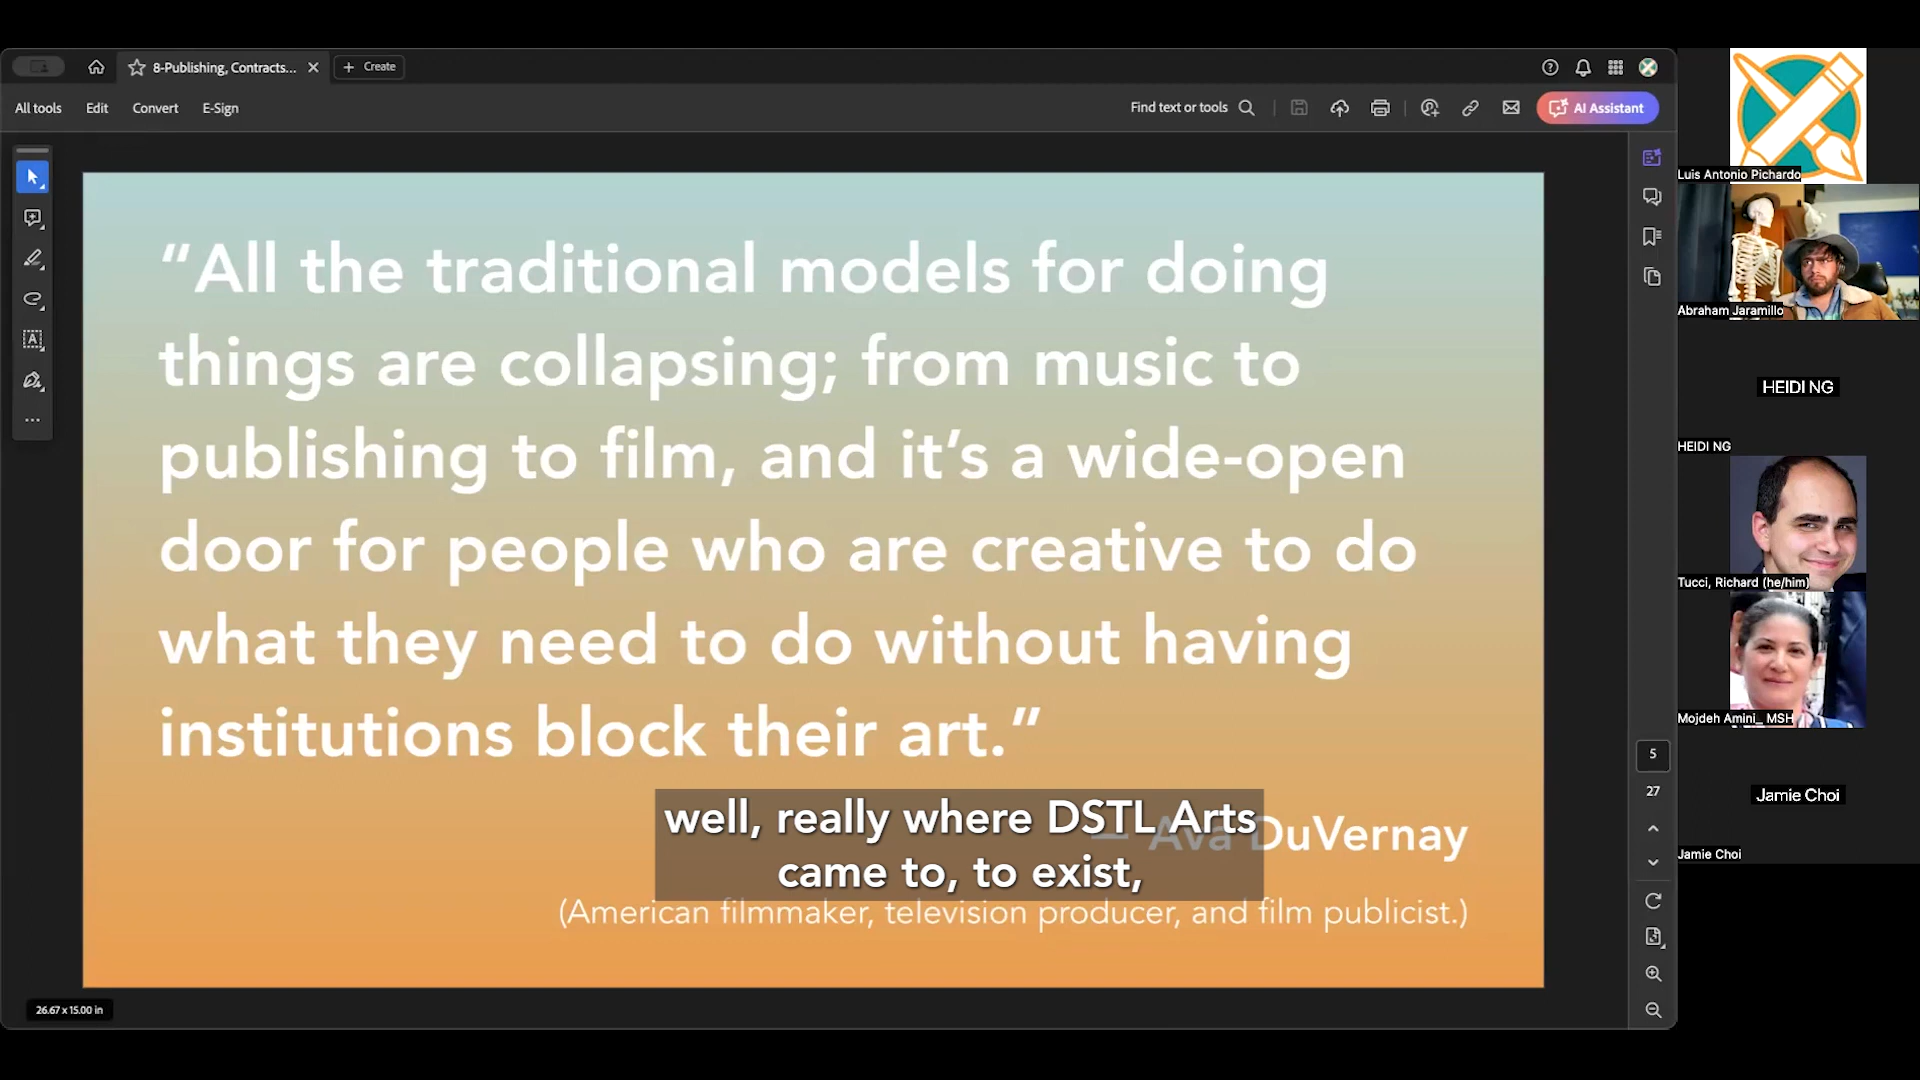 8-Publishing, Contracts...
Create
All tools
Edit
Convert
E-Sign
Find text or tools
AI Assistant
“All the traditional models for doing
things are collapsing; from music to
publishing to film, and it’s a wide-open
door for people who are creative to do
what they need to do without having
institutions block their art.”
— Ava DuVernay
(American filmmaker, television producer, and film publicist.)
well, really where DSTL Arts
came to, to exist,
26.67 x 15.00 in
5
27
Luis Antonio Pichardo
Abraham Jaramillo
HEIDI NG
HEIDI NG
Tucci, Richard (he/him)
Mojdeh Amini_ MSH
Jamie Choi
Jamie Choi